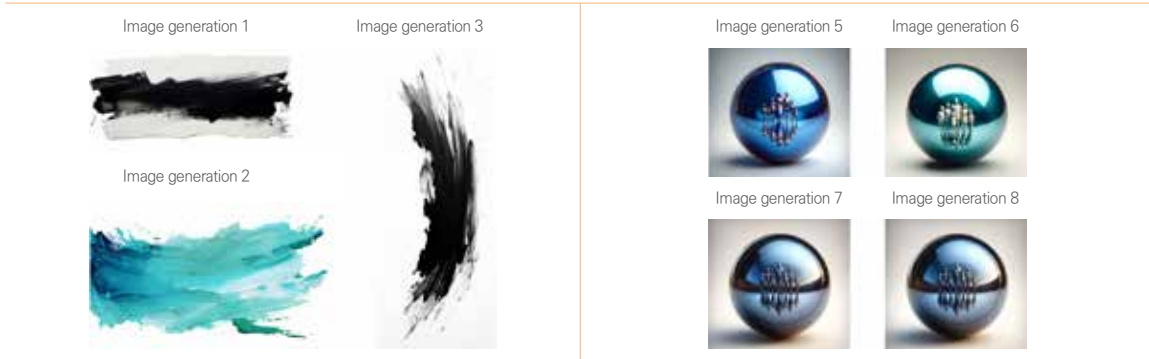 Image generation 1
Image generation 3
Image generation 2
Image generation 5
Image generation 6
Image generation 7
Image generation 8